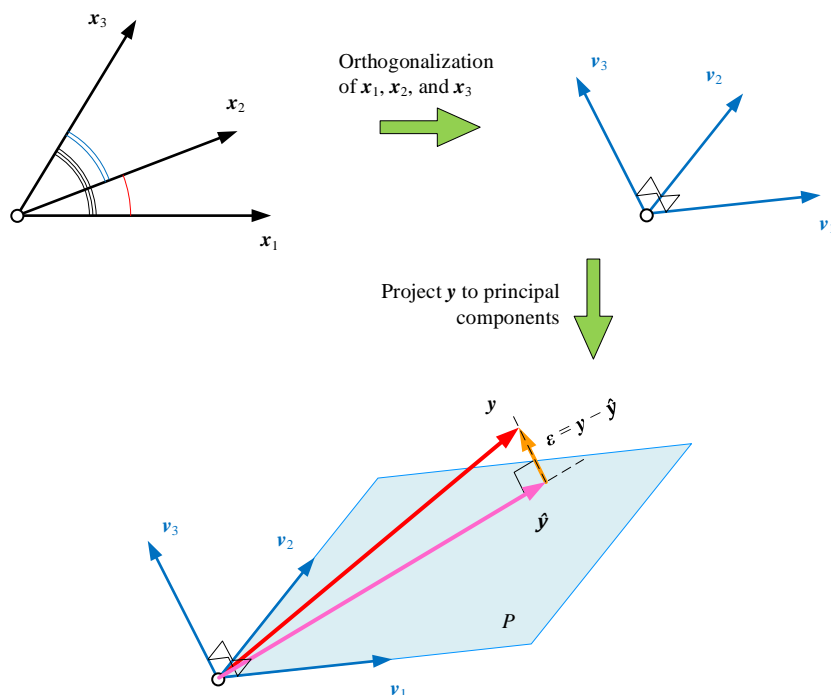 x3
x2
x1
Orthogonalization
of x1, x2, and x3
v3
v2
v
Project y to principal
components
y
ε = y − ŷ
ŷ
v3
v2
P
v1